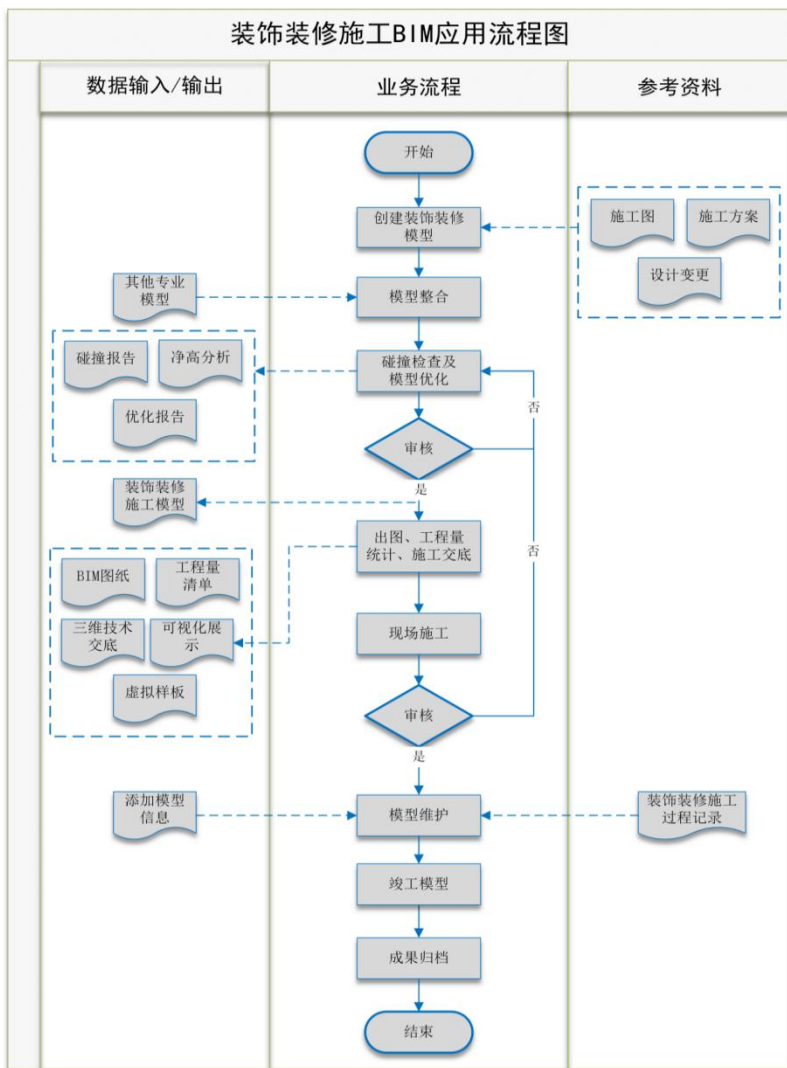 装饰装修施工BIM应用流程图
数据输入/输出
业务流程
参考资料
开始
创建装饰装修
模型
施工图
施工方案
设计变更
其他专业
模型
模型整合
碰撞报告
净高分析
优化报告
碰撞检查及
模型优化
否
审核
是
装饰装修
施工模型
出图、工程量
统计、施工交底
否
BIM图纸
工程量
清单
三维技术
交底
可视化展
示
虚拟样板
现场施工
审核
是
添加模型
信息
模型维护
装饰装修施工
过程记录
竣工模型
成果归档
结束